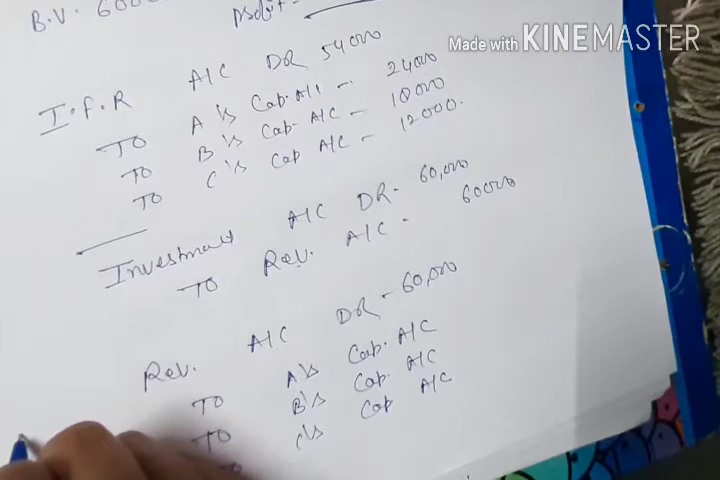 B.V. 600
Made with KINEMASTER
I.F.R A/C DR 54000
To A's Cap. A/c - 24000
To B's Cap- A/C - 18000
To C's Cap A/C - 12000.
Investment A/C DR- 60,000
To Rev. A/C - 60000
Rev. A/C DR - 60,000
To A's Cap. A/C
To B's Cap. A/C
C's Cap A/C